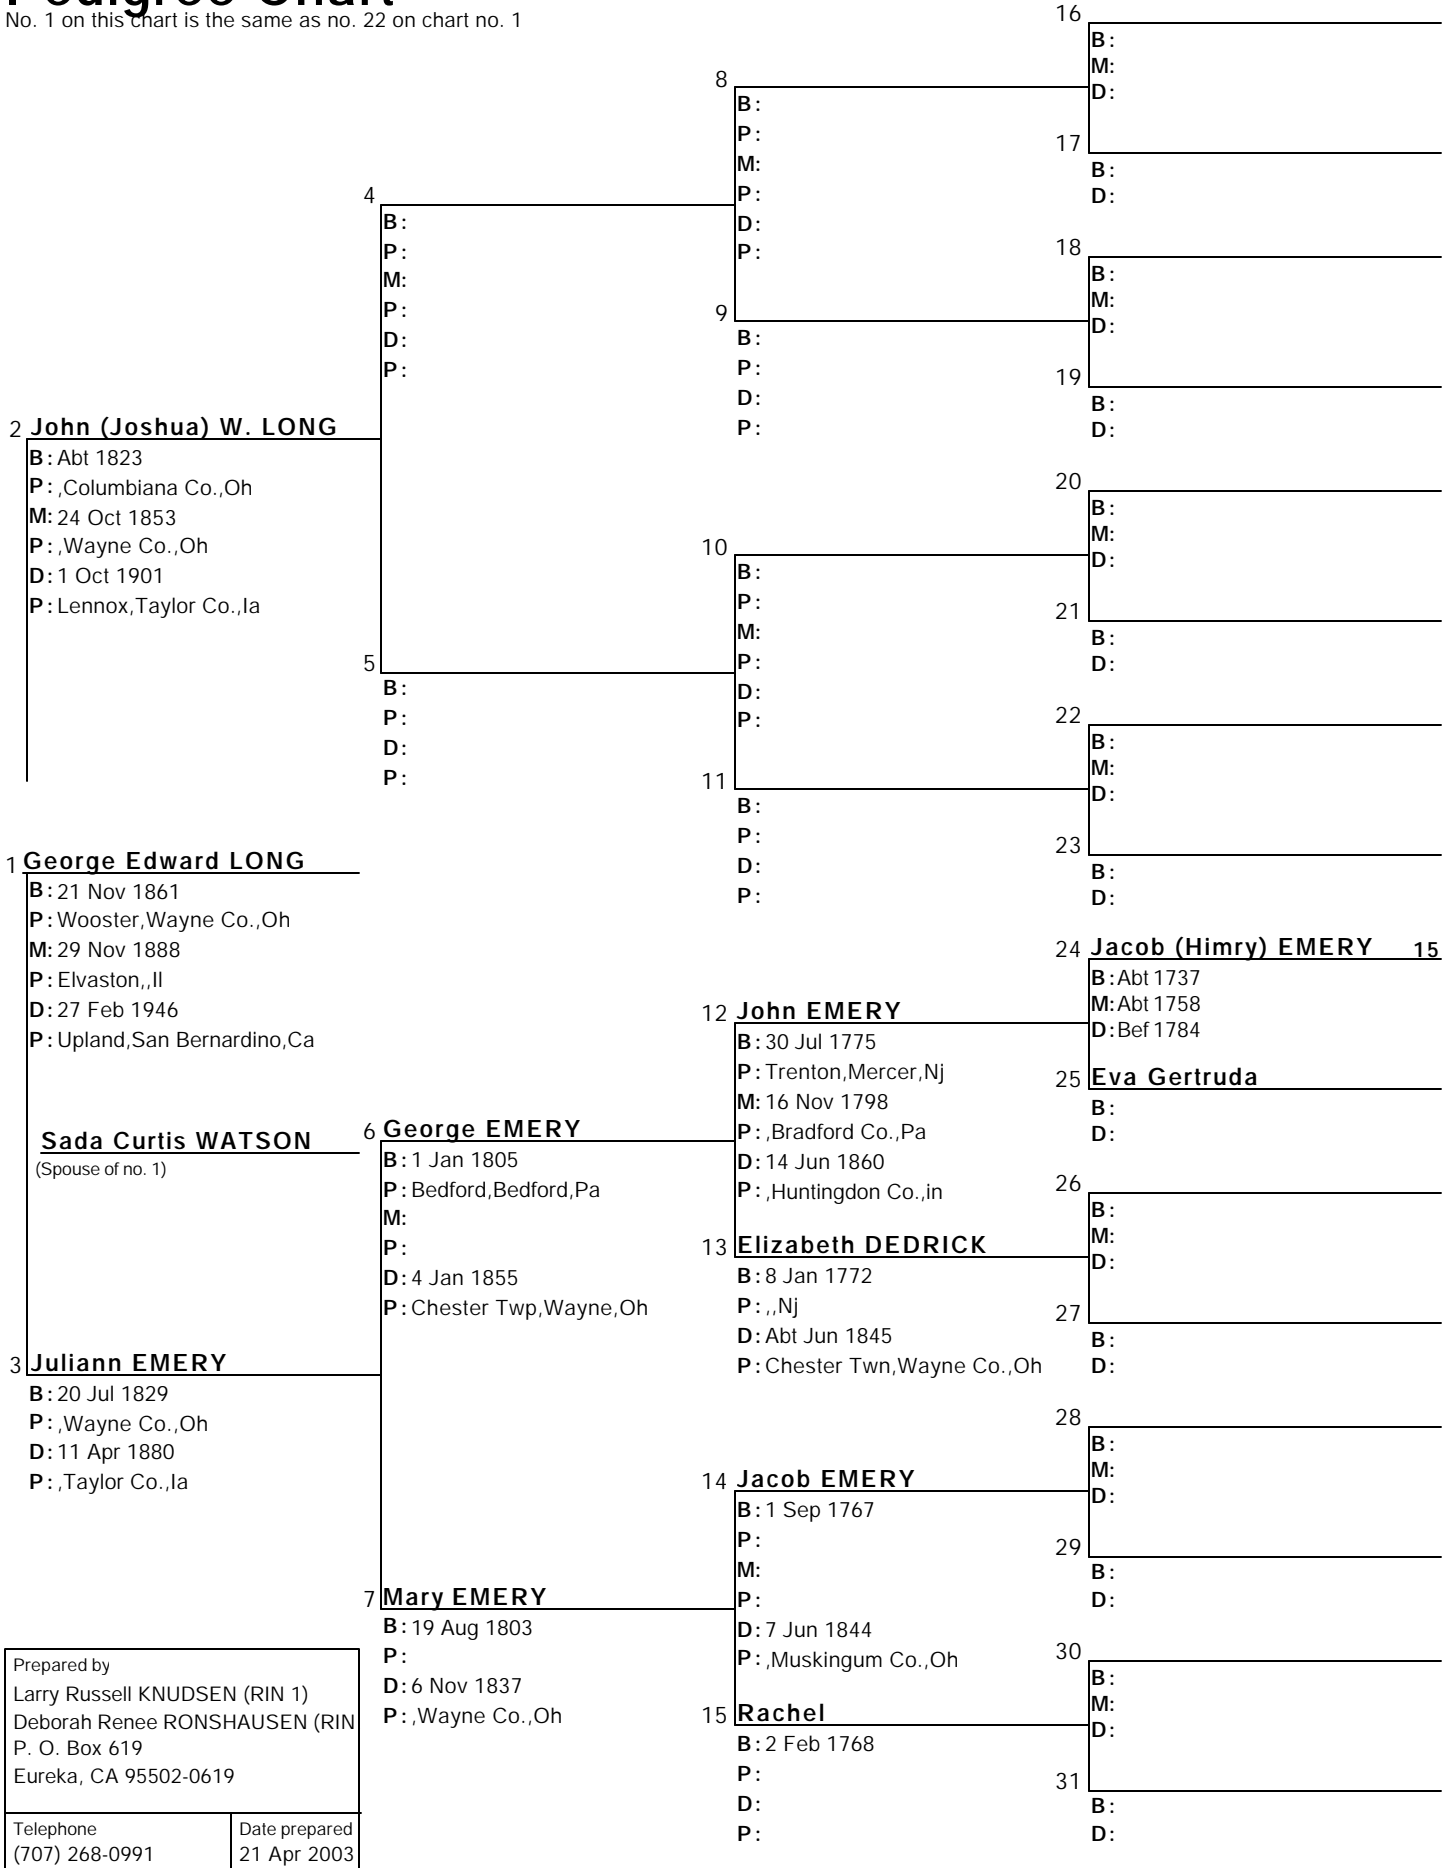 Pedigree Chart
No. 1 on this chart is the same as no. 22 on chart no. 1
16
B:
M:
D:
8
B:
P:
M:
P:
D:
P:
17
B:
D:
4
B:
P:
M:
P:
D:
P:
18
B:
M:
D:
9
B:
P:
D:
P:
19
B:
D:
2 John (Joshua) W. LONG
B: Abt 1823
P: ,Columbiana Co.,Oh
M: 24 Oct 1853
P: ,Wayne Co.,Oh
D: 1 Oct 1901
P: Lennox,Taylor Co.,Ia
20
B:
M:
D:
10
B:
P:
M:
P:
D:
P:
21
B:
D:
5
B:
P:
D:
P:
22
B:
M:
D:
11
B:
P:
D:
P:
23
B:
D:
1 George Edward LONG
B: 21 Nov 1861
P: Wooster,Wayne Co.,Oh
M: 29 Nov 1888
P: Elvaston,,Il
D: 27 Feb 1946
P: Upland,San Bernardino,Ca
Sada Curtis WATSON
(Spouse of no. 1)
24 Jacob (Himry) EMERY 15
B: Abt 1737
M: Abt 1758
D: Bef 1784
12 John EMERY
B: 30 Jul 1775
P: Trenton,Mercer,Nj
M: 16 Nov 1798
P: ,Bradford Co.,Pa
D: 14 Jun 1860
P: ,Huntingdon Co.,in
25 Eva Gertruda
B:
D:
6 George EMERY
B: 1 Jan 1805
P: Bedford,Bedford,Pa
M:
P:
D: 4 Jan 1855
P: Chester Twp,Wayne,Oh
26
B:
M:
D:
13 Elizabeth DEDRICK
B: 8 Jan 1772
P: ,,Nj
D: Abt Jun 1845
P: Chester Twn,Wayne Co.,Oh
27
B:
D:
3 Juliann EMERY
B: 20 Jul 1829
P: ,Wayne Co.,Oh
D: 11 Apr 1880
P: ,Taylor Co.,Ia
28
B:
M:
D:
14 Jacob EMERY
B: 1 Sep 1767
P:
M:
P:
D: 7 Jun 1844
P: ,Muskingum Co.,Oh
29
B:
D:
7 Mary EMERY
B: 19 Aug 1803
P:
D: 6 Nov 1837
P: ,Wayne Co.,Oh
30
B:
M:
D:
15 Rachel
B: 2 Feb 1768
P:
D:
P:
31
B:
D:
Prepared by
Larry Russell KNUDSEN (RIN 1)
Deborah Renee RONSHAUSEN (RIN
P. O. Box 619
Eureka, CA 95502-0619
Telephone
(707) 268-0991
Date prepared
21 Apr 2003